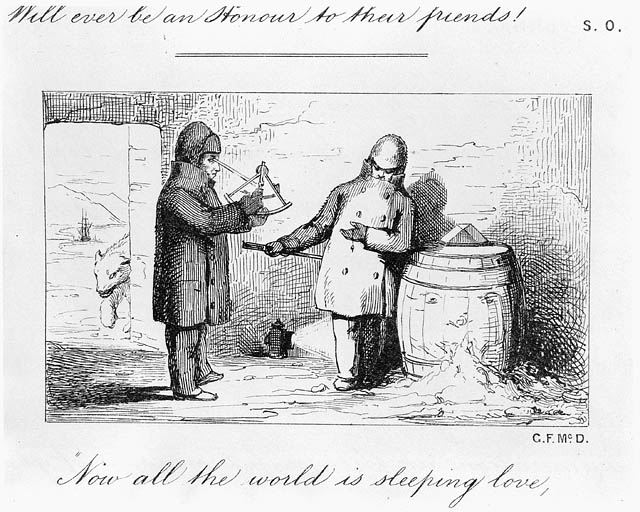 Will ever be an Honour to their friends!
S. O.
C. F. McD.
"Now all the world is sleeping love,